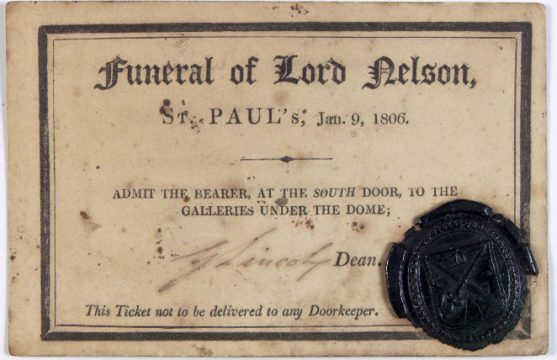 Funeral of Lord Nelson,
St. PAUL's, Jan. 9, 1806.
ADMIT THE BEARER, AT THE SOUTH DOOR, TO THE
GALLERIES UNDER THE DOME;
G Lincoln Dean.
This Ticket not to be delivered to any Doorkeeper.